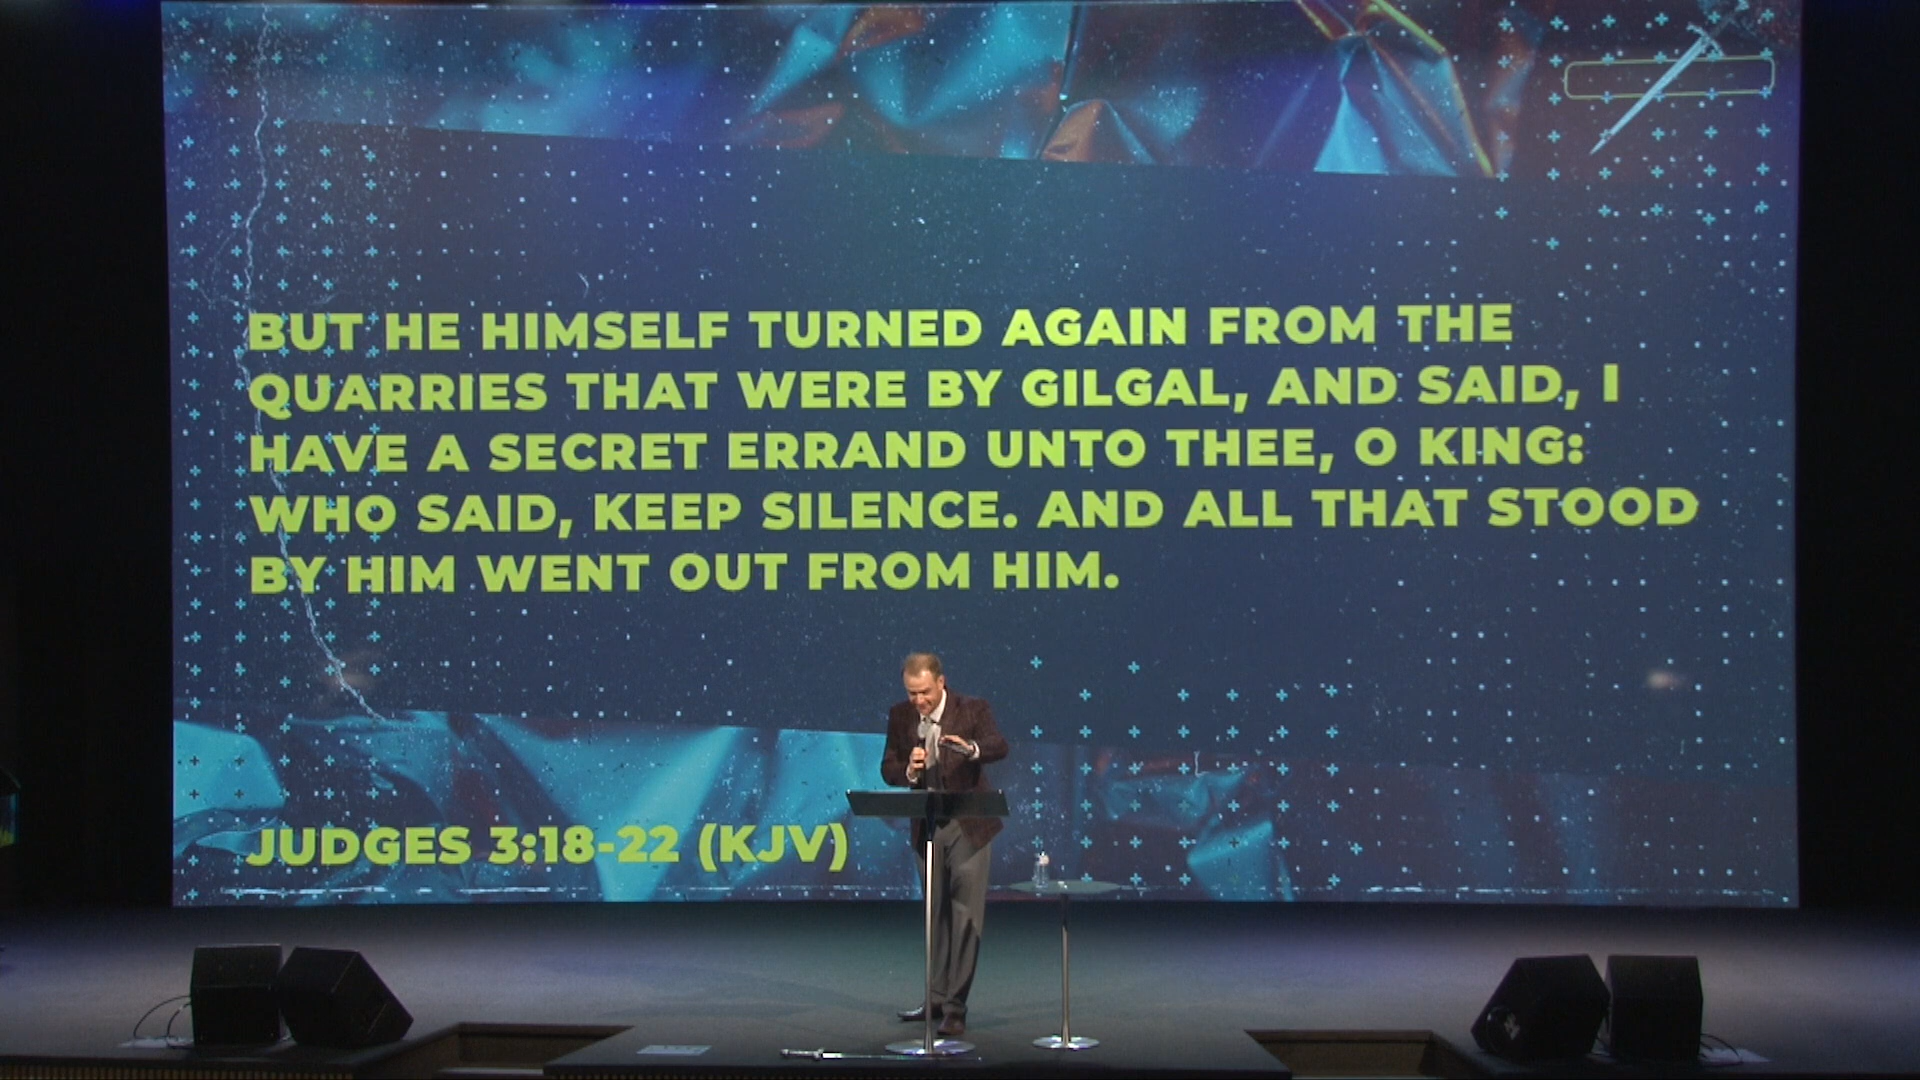 BUT HE HIMSELF TURNED AGAIN FROM THE
QUARRIES THAT WERE BY GILGAL, AND SAID, I
HAVE A SECRET ERRAND UNTO THEE, O KING:
WHO SAID, KEEP SILENCE. AND ALL THAT STOOD
BY HIM WENT OUT FROM HIM.
JUDGES 3:18-22 (KJV)